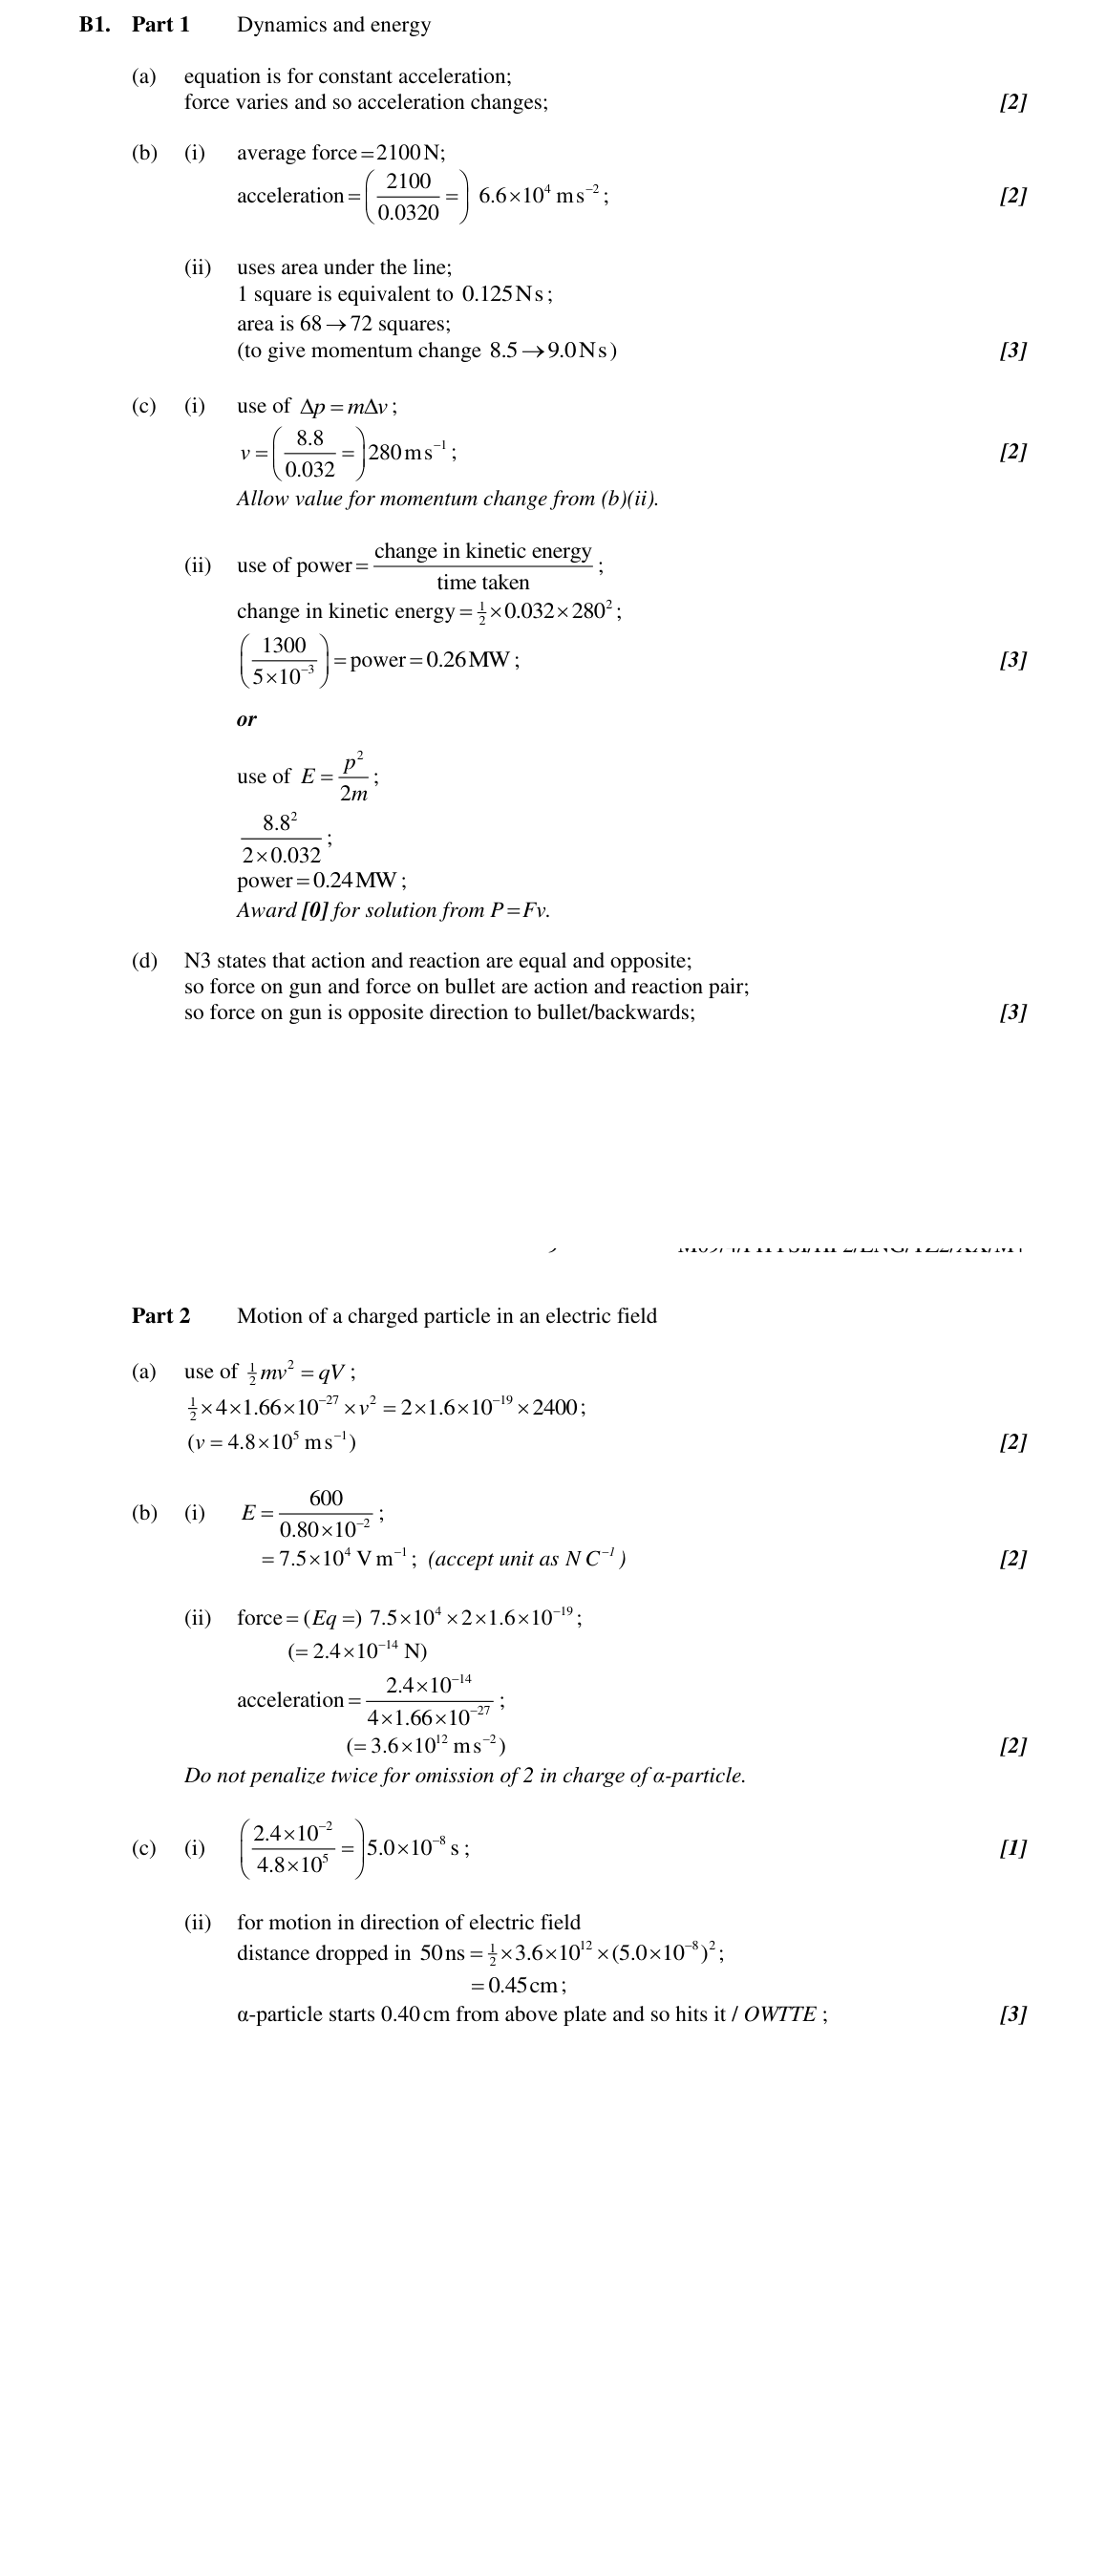 B1. Part 1 Dynamics and energy
(a) equation is for constant acceleration;
force varies and so acceleration changes; [2]
(b) (i) average force = 2100 N;
acceleration = (2100/0.0320 =) 6.6×10⁴ m s⁻²; [2]
(ii) uses area under the line;
1 square is equivalent to 0.125 N s;
area is 68 → 72 squares;
(to give momentum change 8.5 → 9.0 N s) [3]
(c) (i) use of Δp = mΔv;
v = (8.8/0.032 =) 280 m s⁻¹; [2]
Allow value for momentum change from (b)(ii).
(ii) use of power = change in kinetic energy/time taken;
change in kinetic energy = ½×0.032×280²;
(1300/5×10⁻³) = power = 0.26 MW; [3]
or
use of E = p²/2m;
8.8²/2×0.032;
power = 0.24 MW;
Award [0] for solution from P=Fv.
(d) N3 states that action and reaction are equal and opposite;
so force on gun and force on bullet are action and reaction pair;
so force on gun is opposite direction to bullet/backwards; [3]
Part 2 Motion of a charged particle in an electric field
(a) use of ½mv² = qV;
½×4×1.66×10⁻²⁷×v² = 2×1.6×10⁻¹⁹×2400;
(v = 4.8×10⁵ m s⁻¹) [2]
(b) (i) E = 600/0.80×10⁻²;
= 7.5×10⁴ V m⁻¹; (accept unit as N C⁻¹) [2]
(ii) force = (Eq =) 7.5×10⁴×2×1.6×10⁻¹⁹;
(= 2.4×10⁻¹⁴ N)
acceleration = 2.4×10⁻¹⁴/4×1.66×10⁻²⁷;
(= 3.6×10¹² m s⁻²) [2]
Do not penalize twice for omission of 2 in charge of α-particle.
(c) (i) (2.4×10⁻²/4.8×10⁵ =) 5.0×10⁻⁸ s; [1]
(ii) for motion in direction of electric field
distance dropped in 50 ns = ½×3.6×10¹²×(5.0×10⁻⁸)²;
= 0.45 cm;
α-particle starts 0.40 cm from above plate and so hits it / OWTTE; [3]